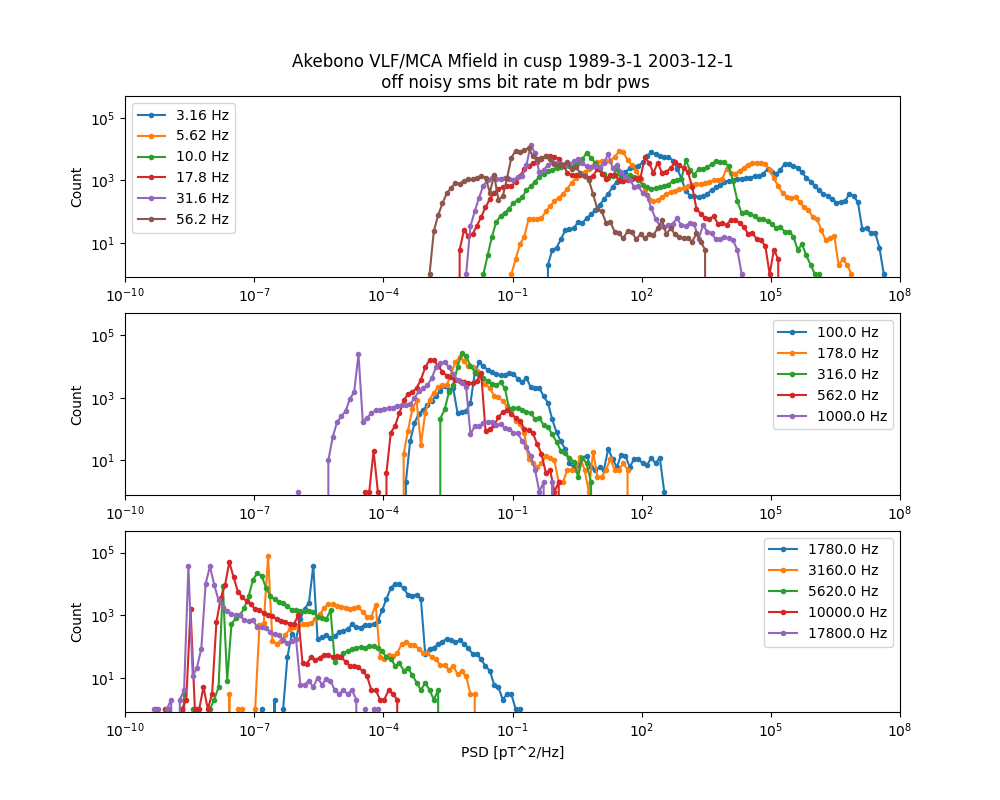 Akebono VLF/MCA Mfield in cusp 1989-3-1 2003-12-1
off noisy sms bit rate m bdr pws
10^5
10^3
10^1
Count
3.16 Hz
5.62 Hz
10.0 Hz
17.8 Hz
31.6 Hz
56.2 Hz
10^−10 10^−7 10^−4 10^−1 10^2 10^5 10^8
10^5
10^3
10^1
Count
100.0 Hz
178.0 Hz
316.0 Hz
562.0 Hz
1000.0 Hz
10^−10 10^−7 10^−4 10^−1 10^2 10^5 10^8
10^5
10^3
10^1
Count
1780.0 Hz
3160.0 Hz
5620.0 Hz
10000.0 Hz
17800.0 Hz
10^−10 10^−7 10^−4 10^−1 10^2 10^5 10^8
PSD [pT^2/Hz]